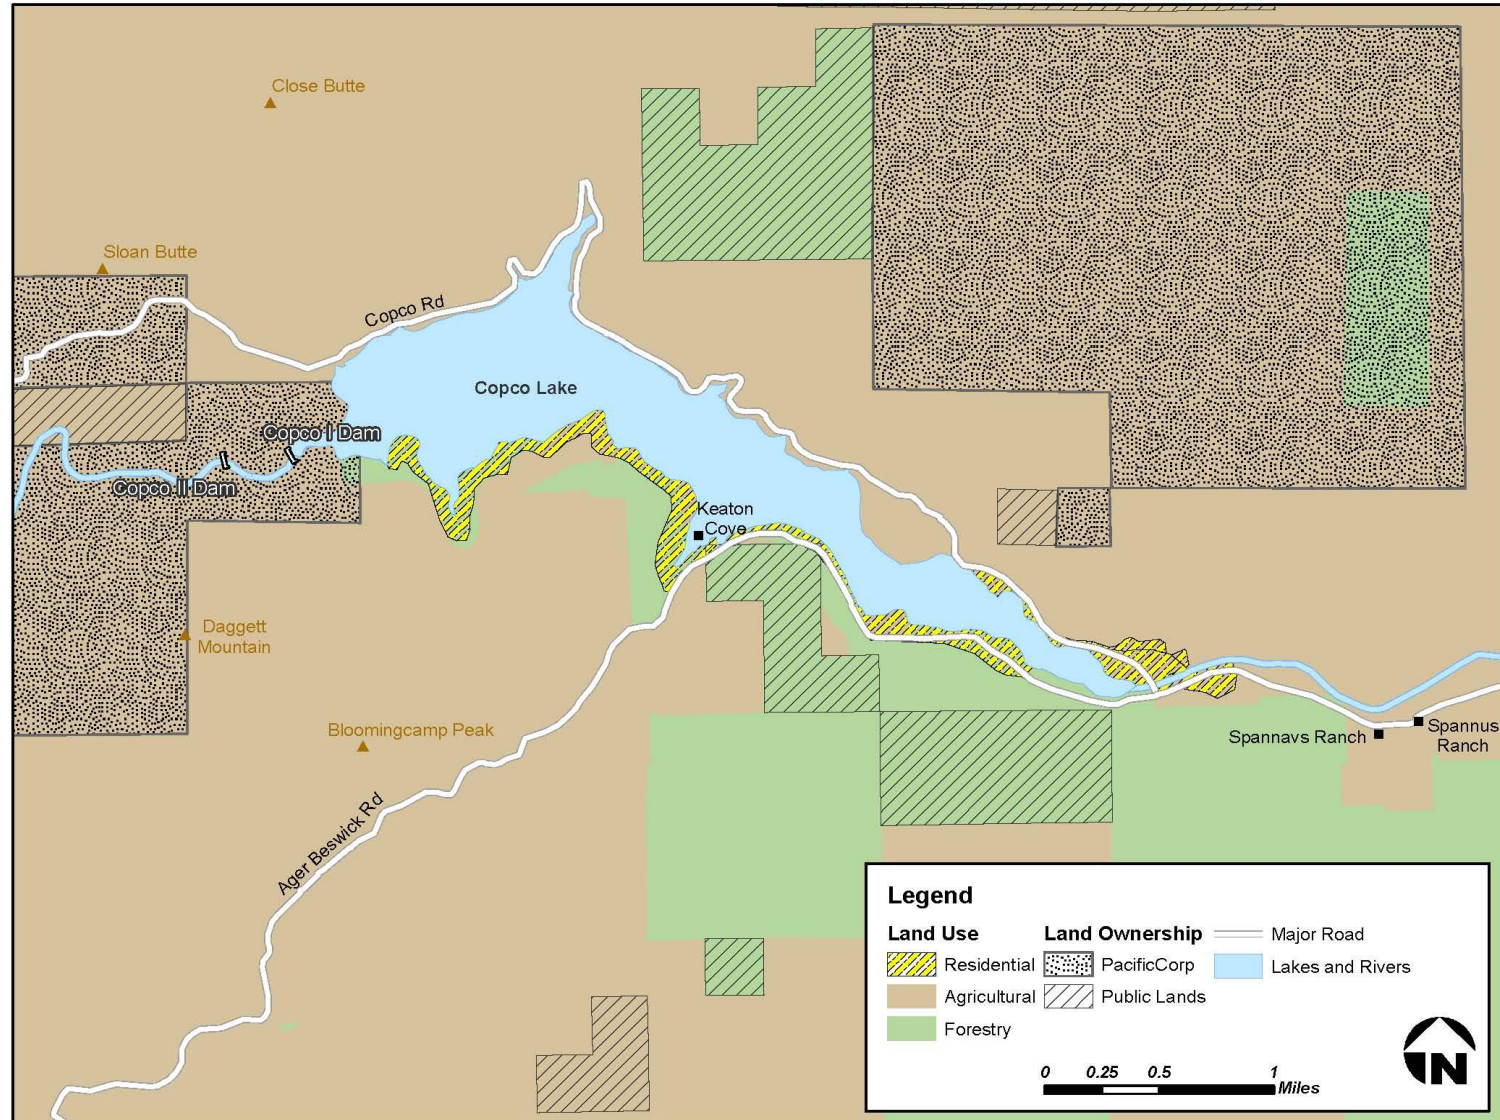 Close Butte
Sloan Butte
Copco Rd
Copco Lake
Copco I Dam
Copco II Dam
Keaton
Cove
Daggett
Mountain
Bloomingcamp Peak
Spannavs Ranch
Spannus
Ranch
Ager Beswick Rd
Legend
Land Use
Land Ownership
Major Road
Residential
PacificCorp
Lakes and Rivers
Agricultural
Public Lands
Forestry
0 0.25 0.5 1
Miles
N